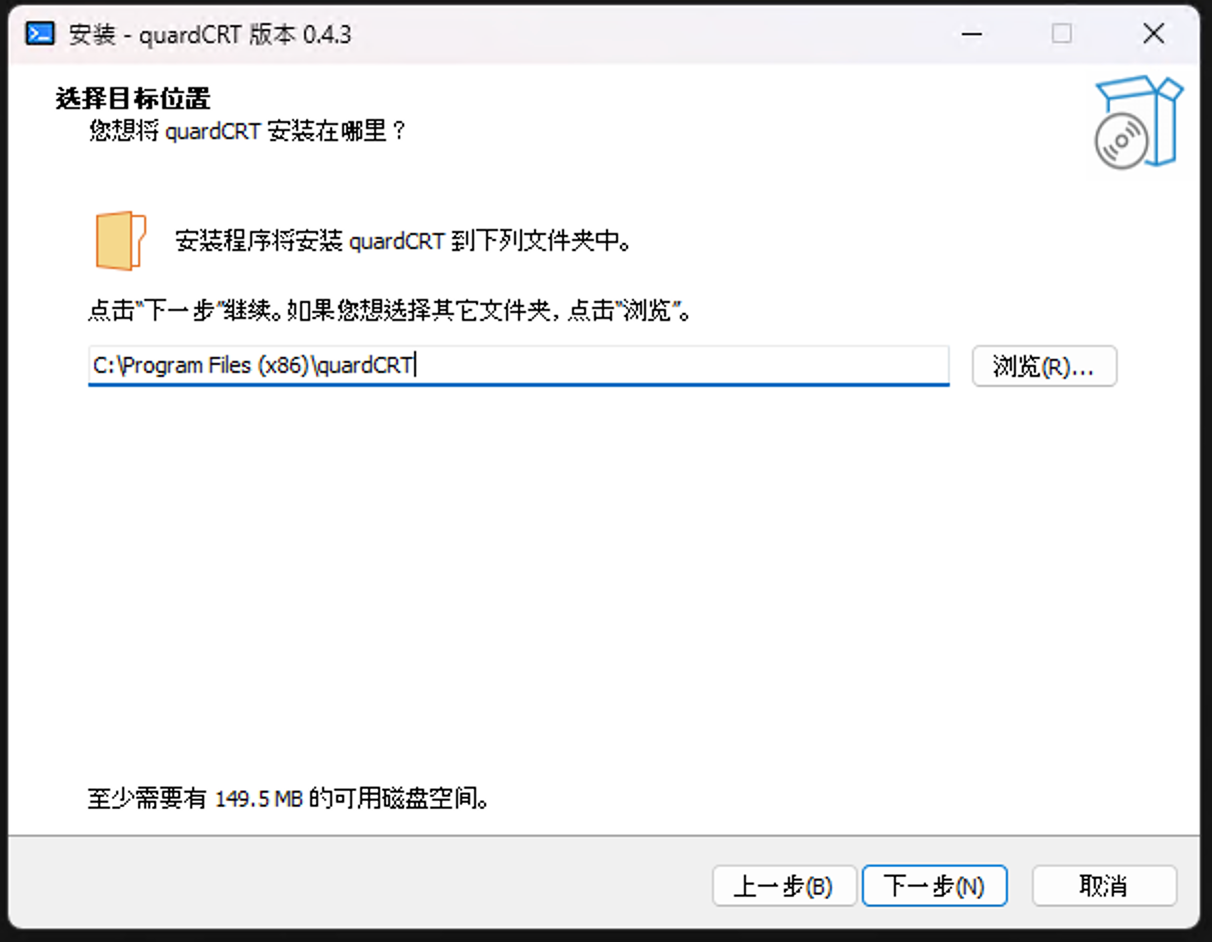 安装 - quardCRT 版本 0.4.3
选择目标位置
您想将 quardCRT 安装在哪里？
安装程序将安装 quardCRT 到下列文件夹中。
点击“下一步”继续。如果您想选择其它文件夹，点击“浏览”。
C:\Program Files (x86)\quardCRT
浏览(R)...
至少需要有 149.5 MB 的可用磁盘空间。
上一步(B)
下一步(N)
取消